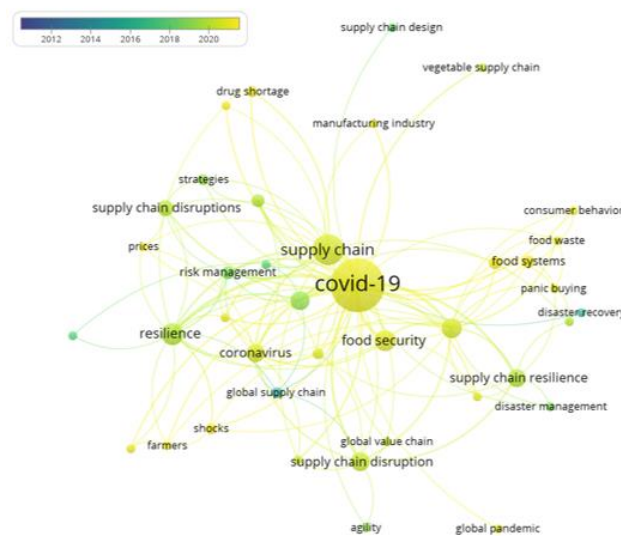 2012 2014 2016 2018 2020
supply chain design
vegetable supply chain
drug shortage
manufacturing industry
strategies
supply chain disruptions
consumer behavior
prices
supply chain
food waste
risk management
food systems
covid-19
panic buying
disaster recovery
resilience
food security
coronavirus
supply chain resilience
global supply chain
disaster management
shocks
farmers
global value chain
supply chain disruption
agility
global pandemic